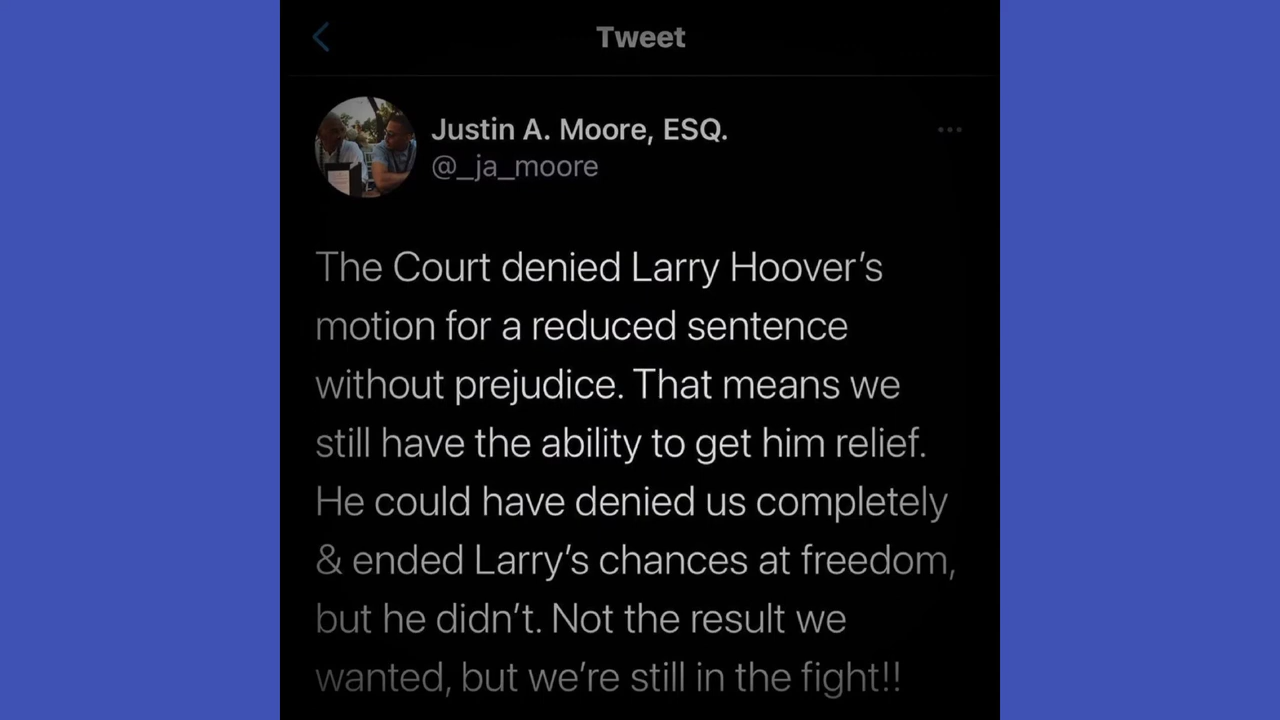 Tweet
Justin A. Moore, ESQ.
@_ja_moore
The Court denied Larry Hoover’s
motion for a reduced sentence
without prejudice. That means we
still have the ability to get him relief.
He could have denied us completely
& ended Larry’s chances at freedom,
but he didn’t. Not the result we
wanted, but we’re still in the fight!!